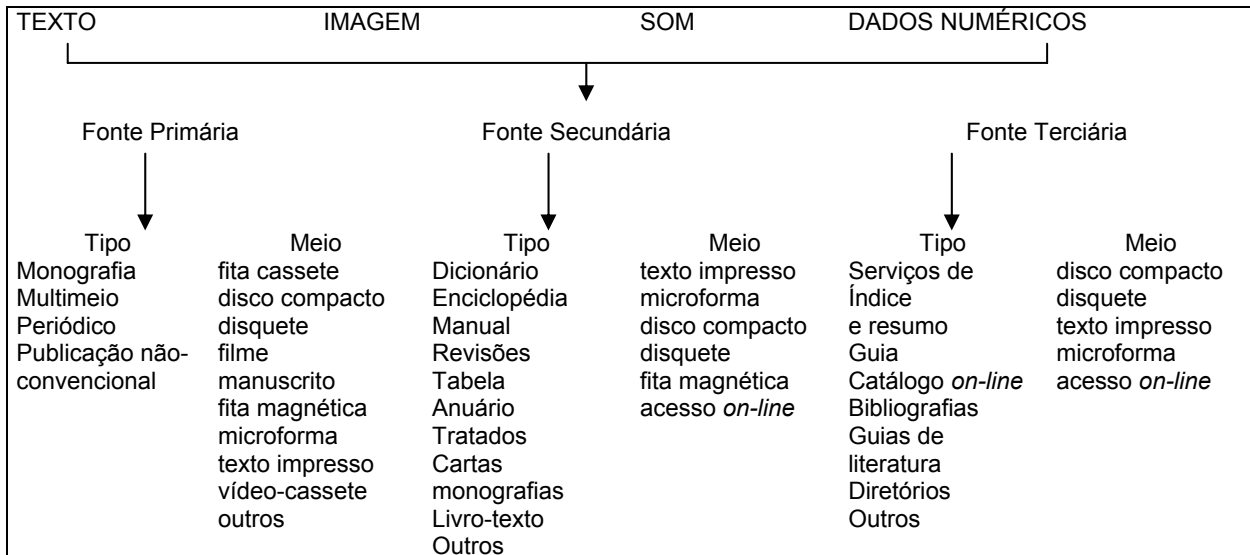 TEXTO IMAGEM SOM DADOS NUMÉRICOS
Fonte Primária Fonte Secundária Fonte Terciária
Tipo Meio Tipo Meio Tipo Meio
Monografia fita cassete Dicionário texto impresso Serviços de disco compacto
Multimeio disco compacto Enciclopédia microforma Índice disquete
Periódico disquete Manual disco compacto e resumo texto impresso
Publicação não- filme Revisões disquete Guia microforma
convencional manuscrito Tabela fita magnética Catálogo on-line acesso on-line
fita magnética Anuário acesso on-line Bibliografias
microforma Tratados Guias de
texto impresso Cartas literatura
vídeo-cassete monografias Diretórios
outros Livro-texto Outros
Outros